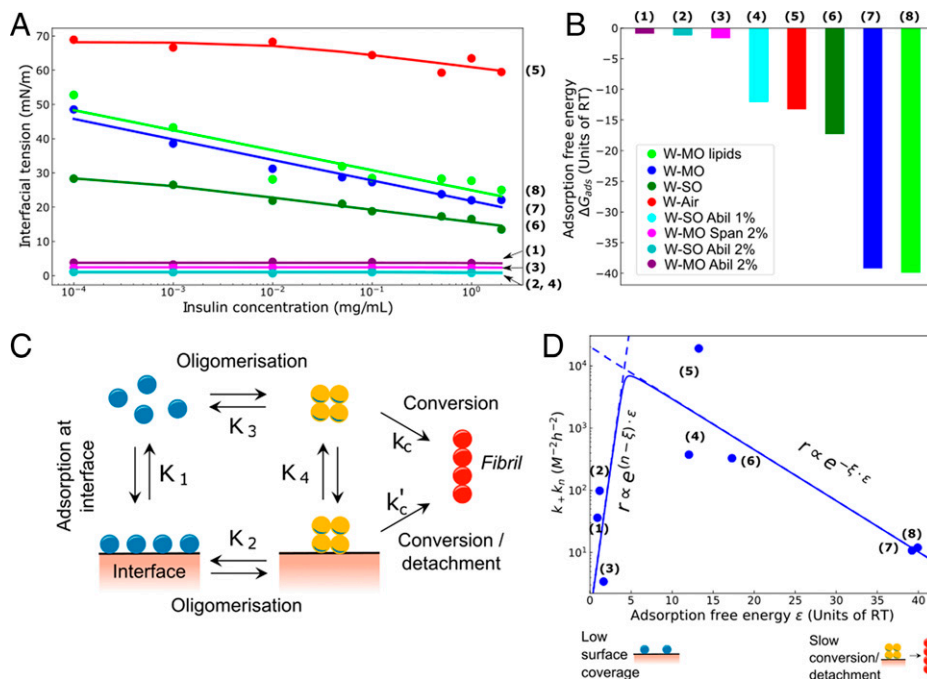 A
Interfacial tension (mN/m)
70
60
50
40
30
20
10
0
10⁻⁴
10⁻³
10⁻²
10⁻¹
10⁰
Insulin concentration (mg/mL)
(5)
(8)
(7)
(6)
(1)
(3)
(2, 4)
B
(1) (2) (3) (4) (5) (6) (7) (8)
Adsorption free energy
ΔG_ads (Units of RT)
0
−5
−10
−15
−20
−25
−30
−35
−40
W-MO lipids
W-MO
W-SO
W-Air
W-SO Abil 1%
W-MO Span 2%
W-SO Abil 2%
W-MO Abil 2%
C
Oligomerisation
Adsorption at
interface
K₁
K₃
K₄
Conversion
k_c
Fibril
k'_c
K₂
Interface
Conversion /
detachment
Oligomerisation
D
k₊k_n (M⁻²h⁻²)
10⁴
10³
10²
10¹
(5)
(4)
(6)
(2)
(1)
(3)
(7)
(8)
r ∝ e^(n−ξ)·ε
r ∝ e^−ξ·ε
0 5 10 15 20 25 30 35 40
Adsorption free energy ε (Units of RT)
Low
surface
coverage
Slow
conversion/
detachment